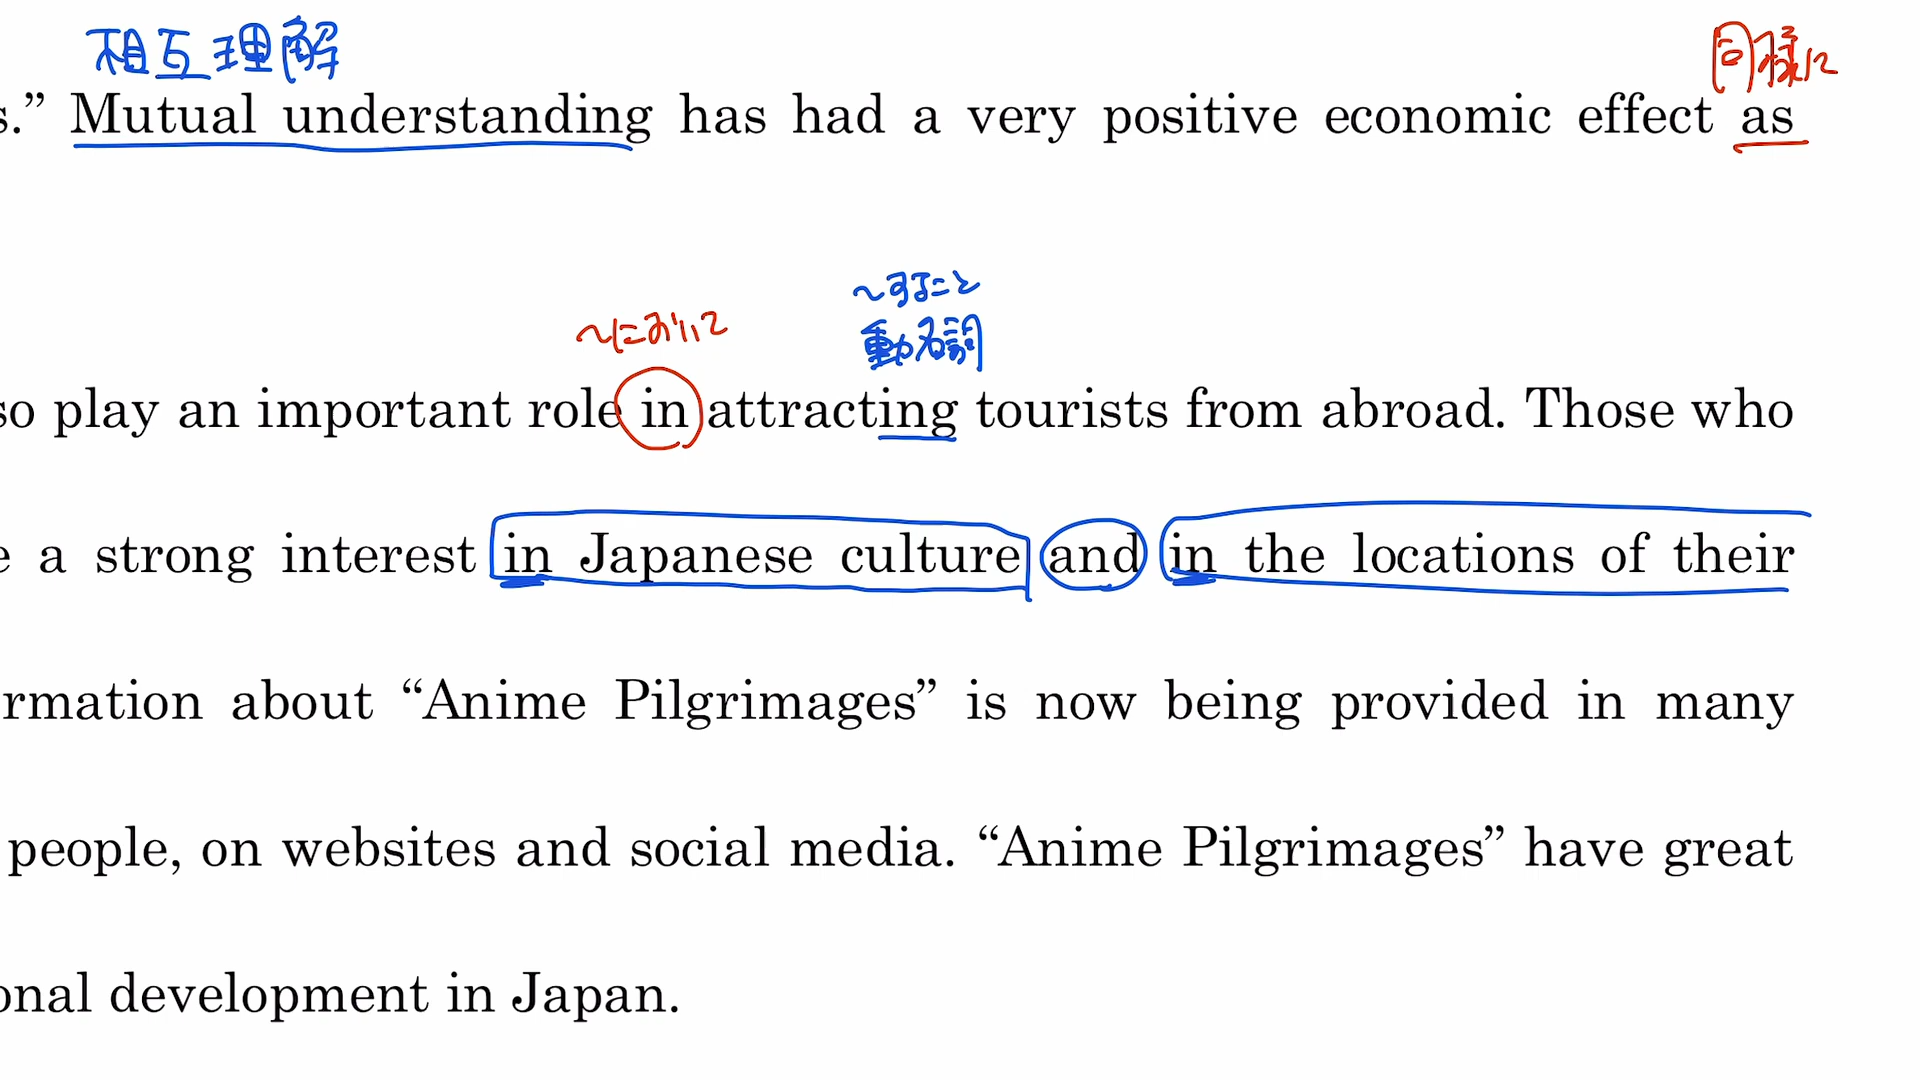 相互理解
同様に
s.” Mutual understanding has had a very positive economic effect as
〜すること
〜において
動名詞
so play an important role in attracting tourists from abroad. Those who
e a strong interest in Japanese culture and in the locations of their
rmation about “Anime Pilgrimages” is now being provided in many
people, on websites and social media. “Anime Pilgrimages” have great
onal development in Japan.